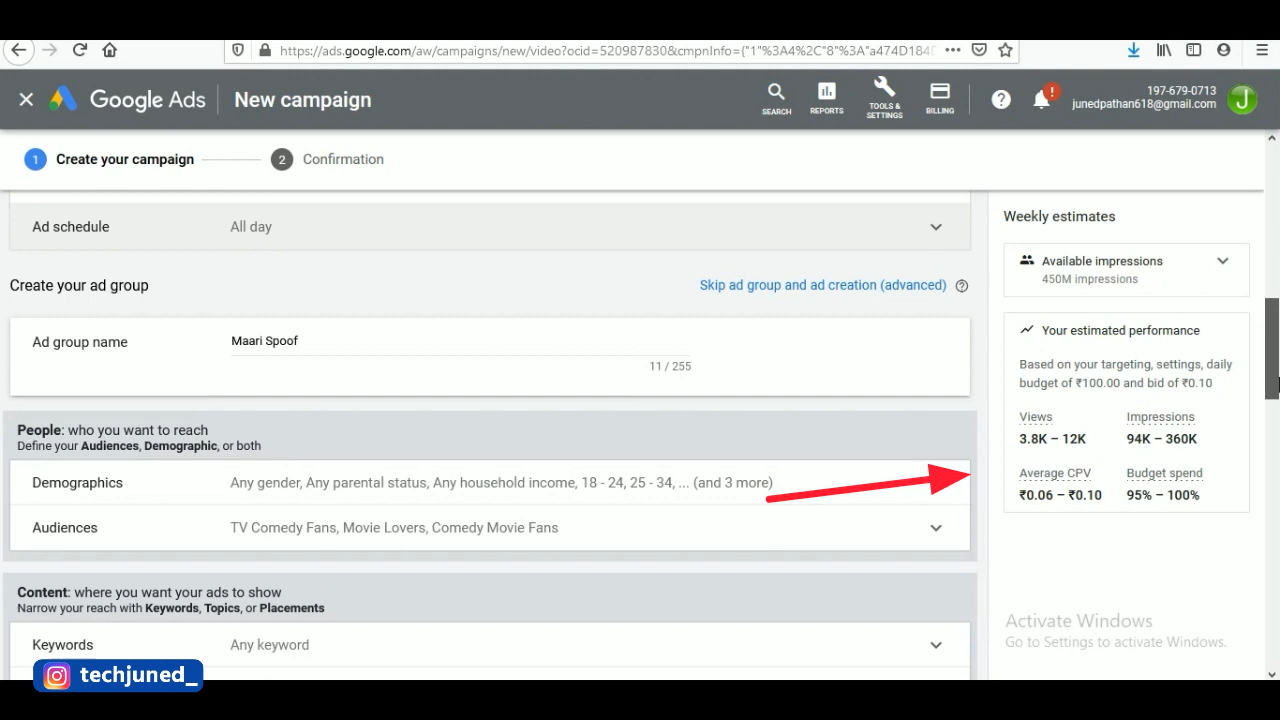 https://ads.google.com/aw/campaigns/new/video?ocid=520987830&cmpnInfo={"1"%3A4%2C"8"%3A"a474D184D
Google Ads
New campaign
SEARCH
REPORTS
TOOLS & SETTINGS
BILLING
197-679-0713
junedpathan618@gmail.com
J
1 Create your campaign
2 Confirmation
Ad schedule All day
Create your ad group
Skip ad group and ad creation (advanced)
Ad group name Maari Spoof
11 / 255
People: who you want to reach
Define your Audiences, Demographic, or both
Demographics Any gender, Any parental status, Any household income, 18 - 24, 25 - 34, ... (and 3 more)
Audiences TV Comedy Fans, Movie Lovers, Comedy Movie Fans
Content: where you want your ads to show
Narrow your reach with Keywords, Topics, or Placements
Keywords Any keyword
Weekly estimates
Available impressions
450M impressions
Your estimated performance
Based on your targeting, settings, daily
budget of ₹100.00 and bid of ₹0.10
Views Impressions
3.8K – 12K 94K – 360K
Average CPV Budget spend
₹0.06 – ₹0.10 95% – 100%
Activate Windows
Go to Settings to activate Windows.
techjuned_